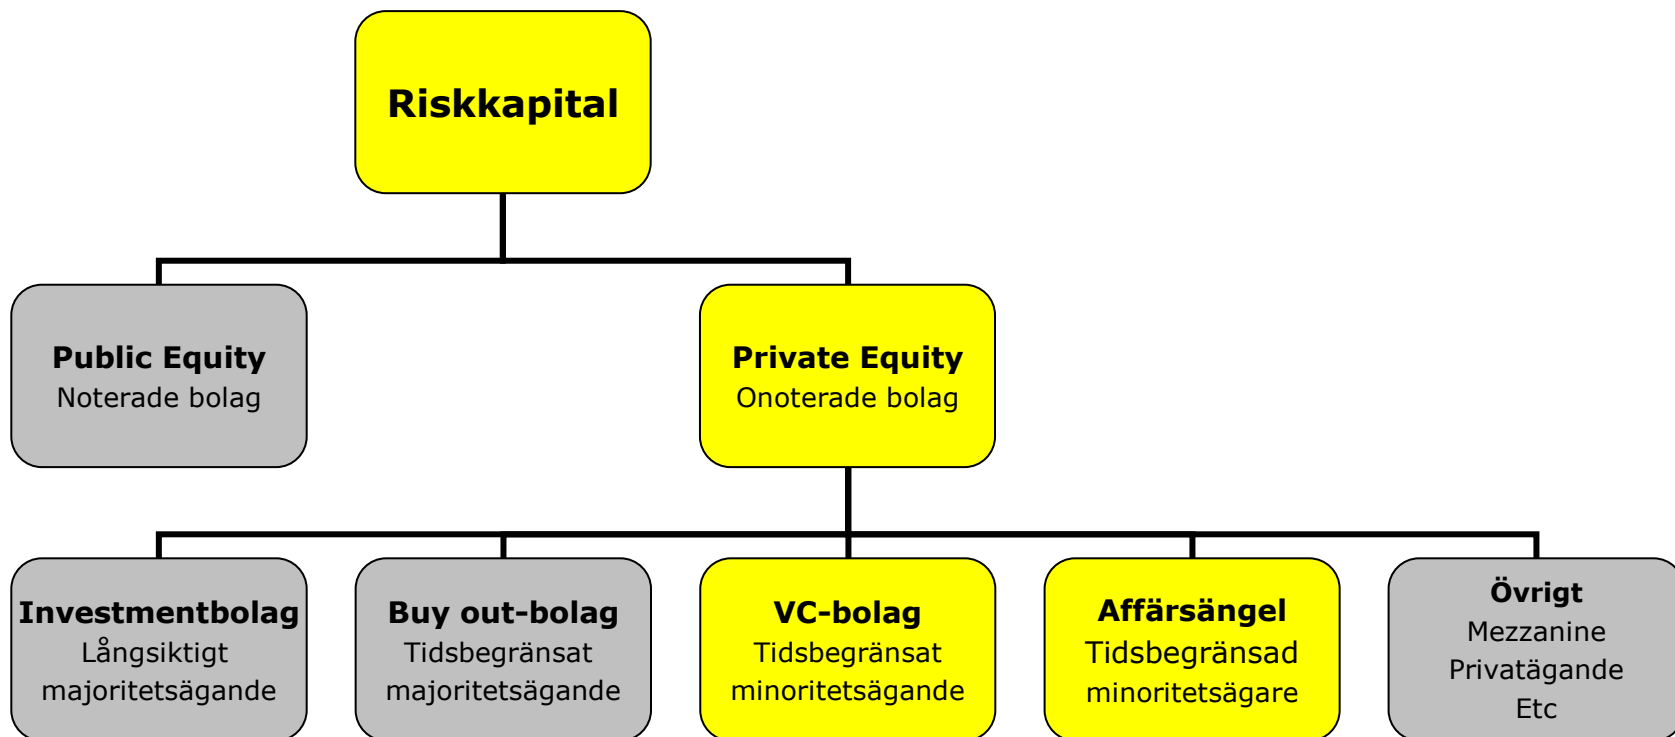 Riskkapital
Public Equity
Noterade bolag
Private Equity
Onoterade bolag
Investmentbolag
Långsiktigt
majoritetsägande
Buy out-bolag
Tidsbegränsat
majoritetsägande
VC-bolag
Tidsbegränsat
minoritetsägande
Affärsängel
Tidsbegränsad
minoritetsägare
Övrigt
Mezzanine
Privatägande
Etc